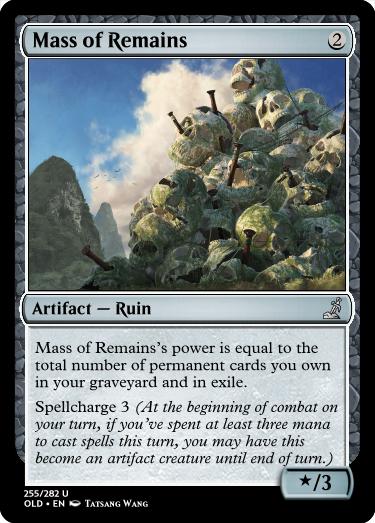 Mass of Remains 2
Artifact — Ruin
Mass of Remains's power is equal to the
total number of permanent cards you own
in your graveyard and in exile.
Spellcharge 3 (At the beginning of combat on
your turn, if you've spent at least three mana
to cast spells this turn, you may have this
become an artifact creature until end of turn.)
★/3
255/282 U
OLD • EN Tatsang Wang